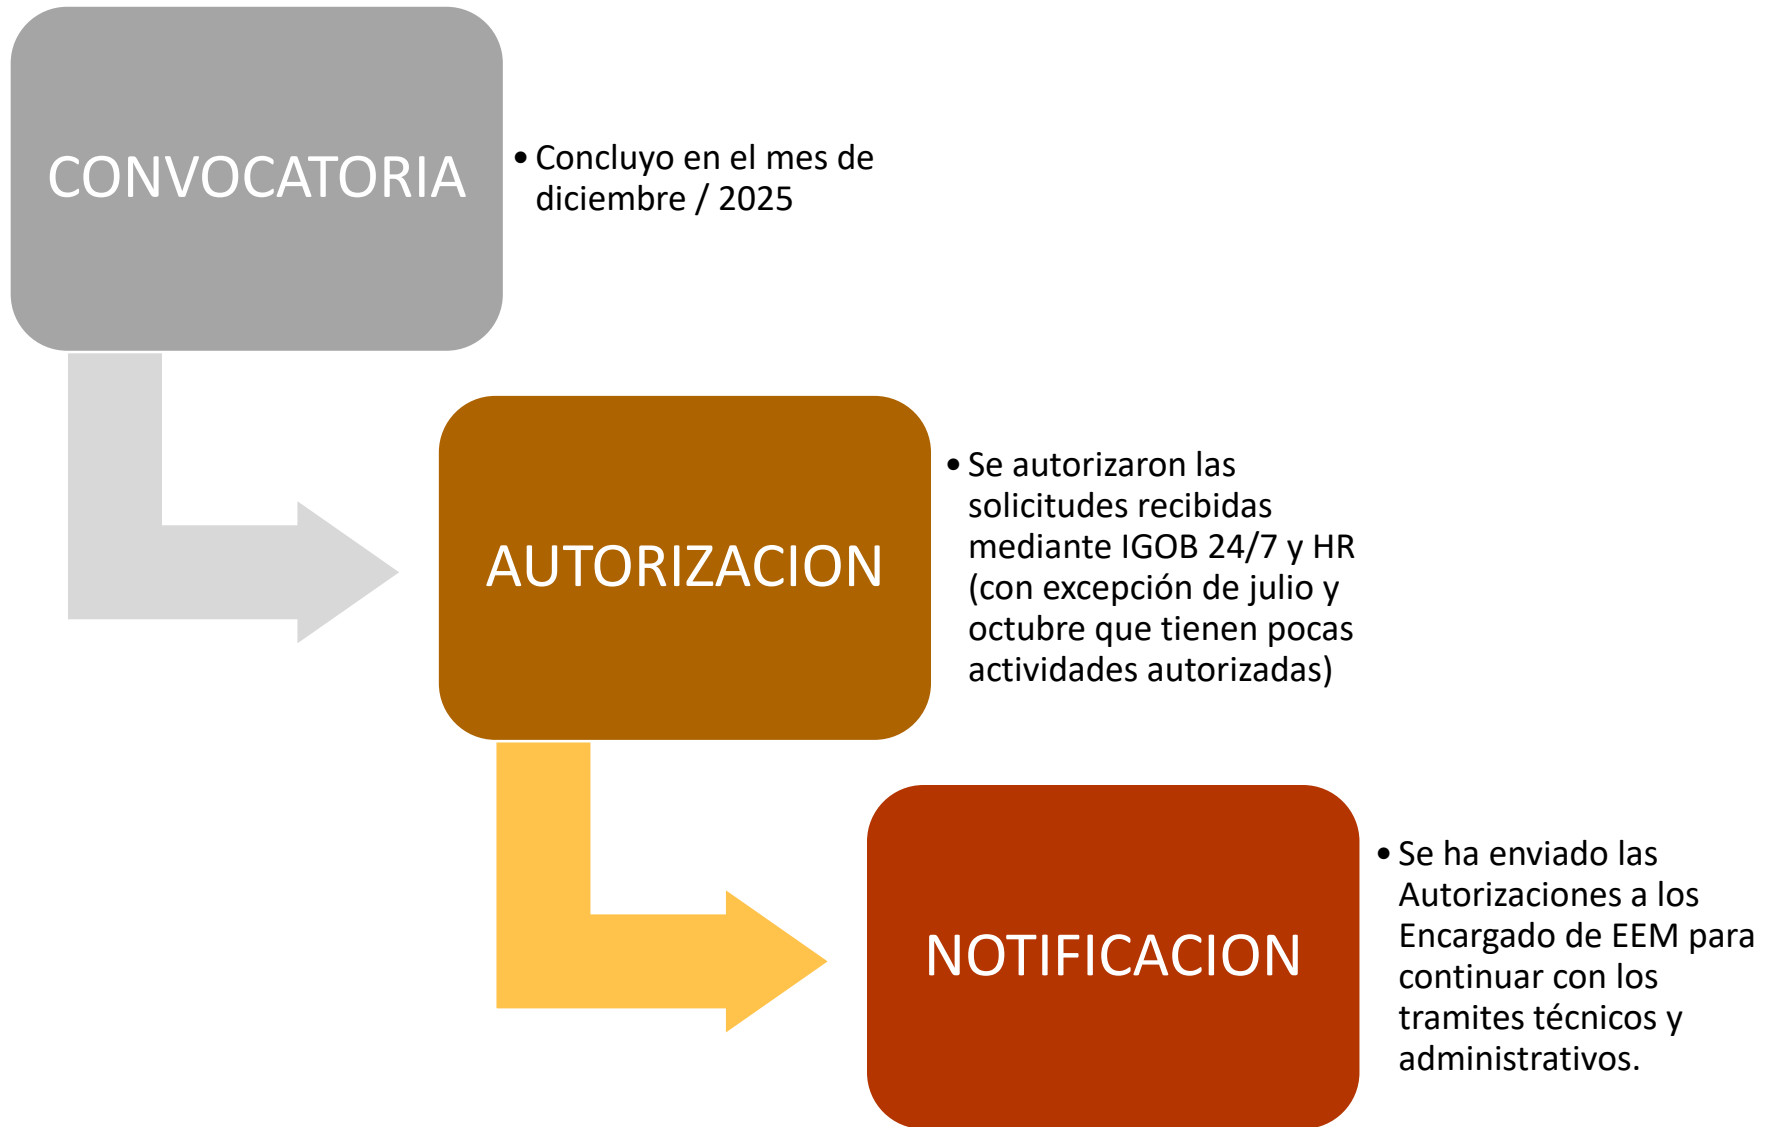 CONVOCATORIA
• Concluyo en el mes de
diciembre / 2025
AUTORIZACION
• Se autorizaron las
solicitudes recibidas
mediante IGOB 24/7 y HR
(con excepción de julio y
octubre que tienen pocas
actividades autorizadas)
NOTIFICACION
• Se ha enviado las
Autorizaciones a los
Encargado de EEM para
continuar con los
tramites técnicos y
administrativos.